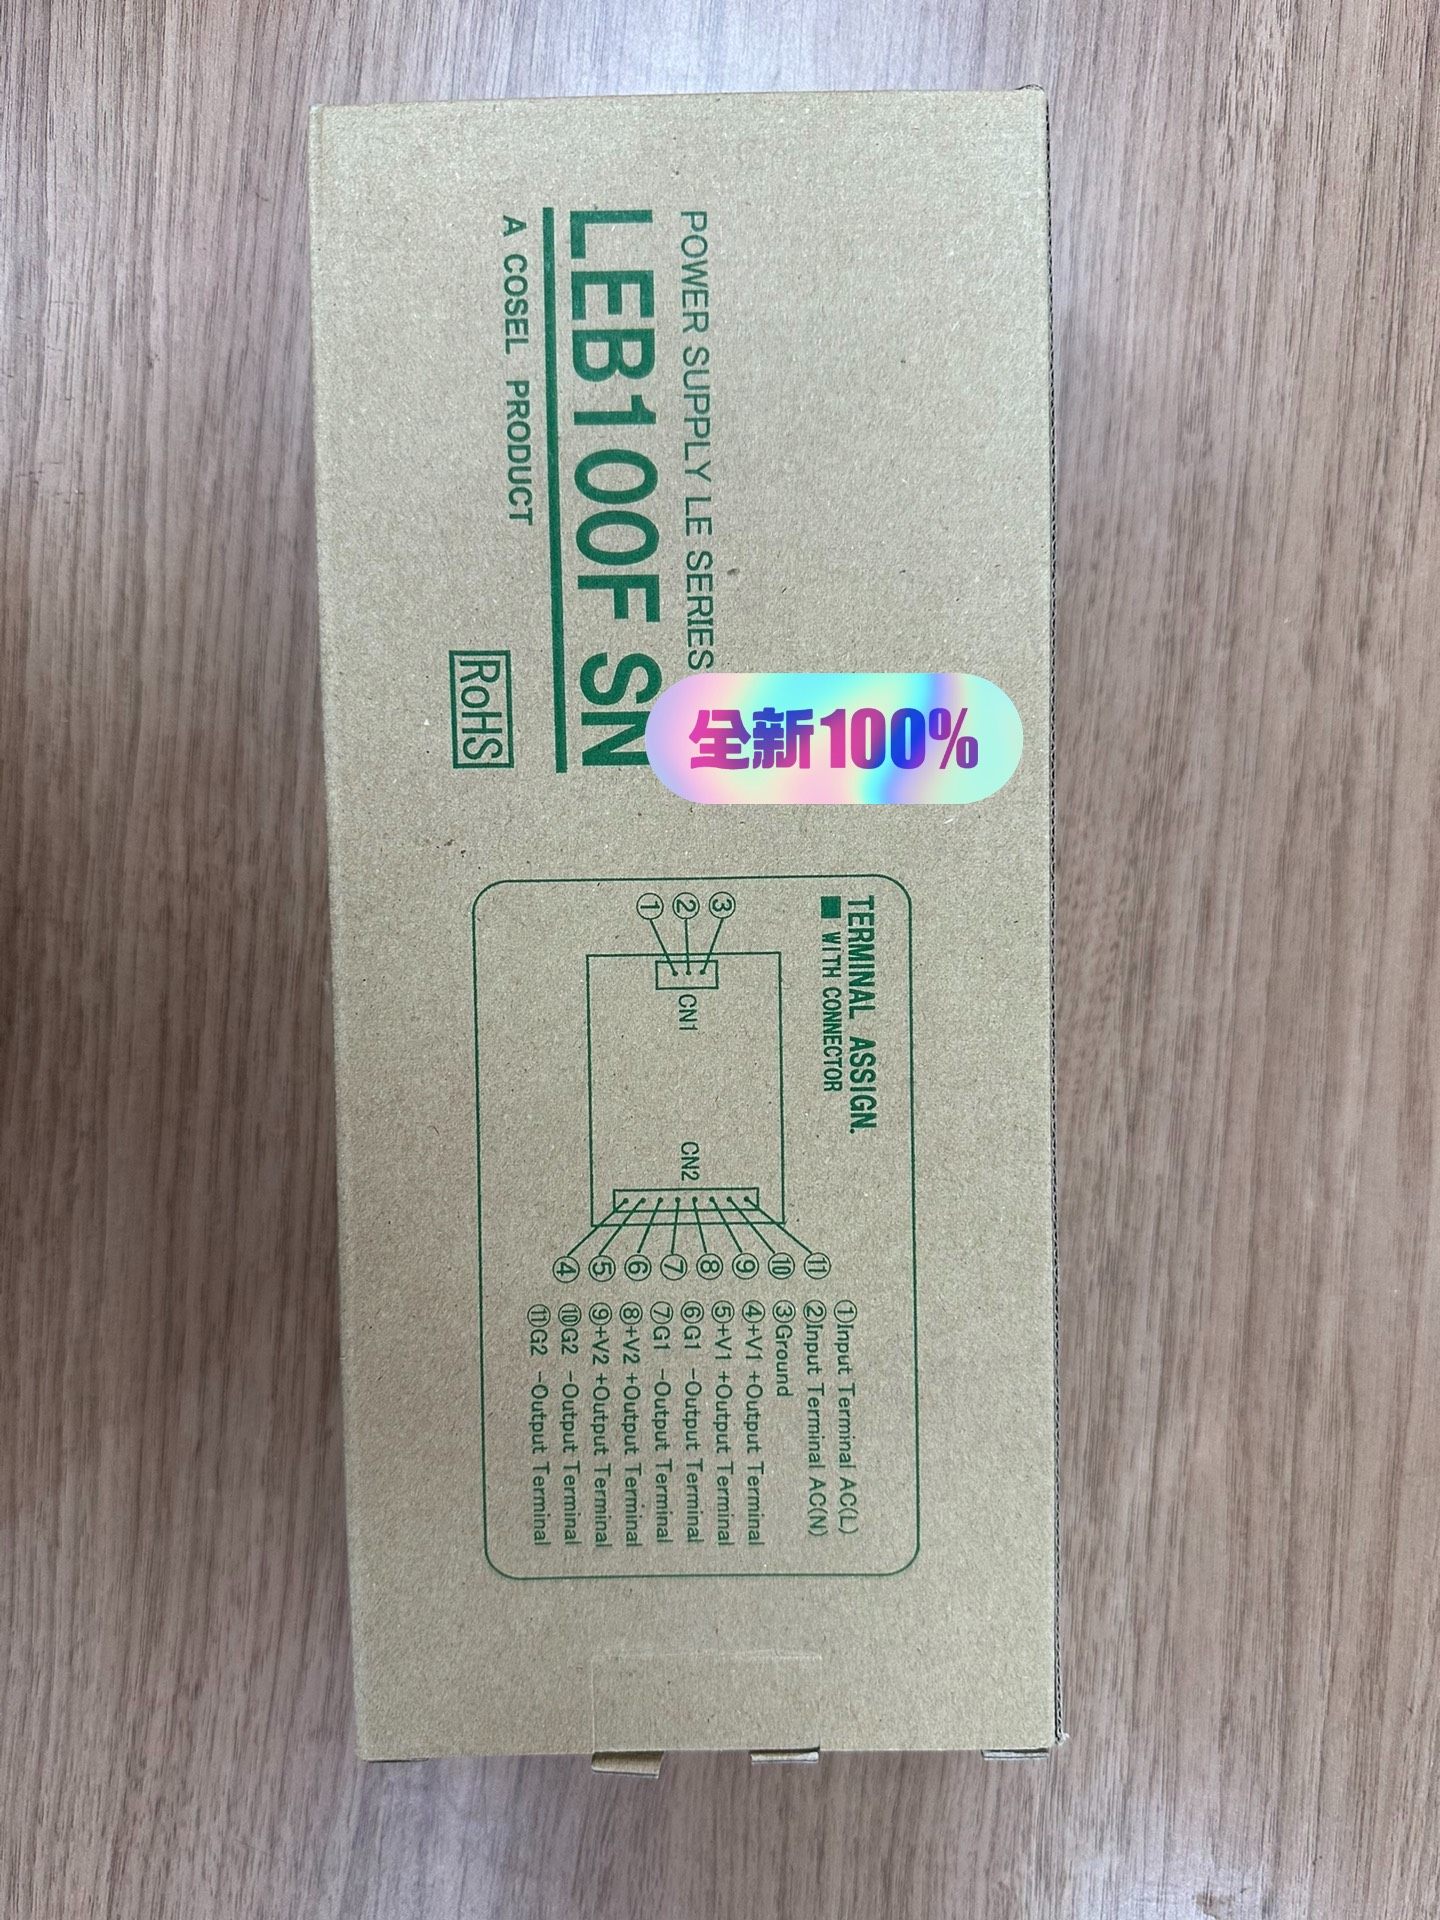 POWER SUPPLY LE SERIES
LEB100F SN
A COSEL PRODUCT
RoHS
全新100%
TERMINAL ASSIGN.
■ WITH CONNECTOR
③
②
①
CN1
CN2
⑪
⑩
⑨
⑧
⑦
⑥
⑤
④
①Input Terminal AC(L)
②Input Terminal AC(N)
③Ground
④+V1 +Output Terminal
⑤+V1 +Output Terminal
⑥G1 -Output Terminal
⑦G1 -Output Terminal
⑧+V2 +Output Terminal
⑨+V2 +Output Terminal
⑩G2 -Output Terminal
⑪G2 -Output Terminal